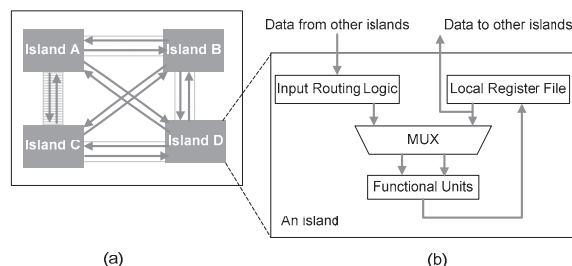 Island A
Island B
Island C
Island D
(a)
Data from other islands
Data to other islands
Input Routing Logic
Local Register File
MUX
Functional Units
An island
(b)